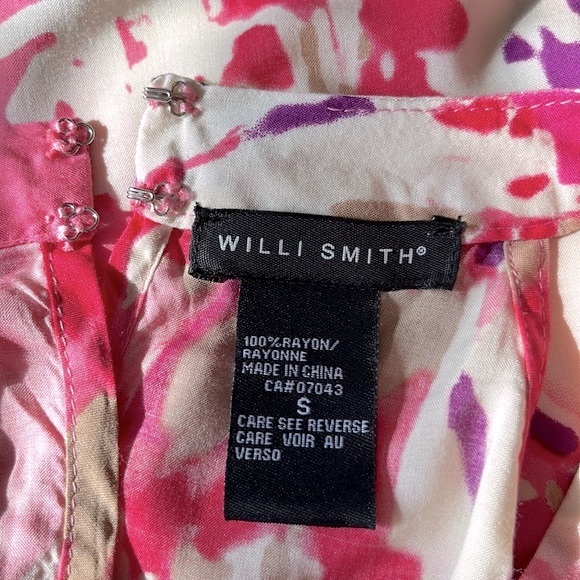 WILLI SMITH®
100% RAYON/
RAYONNE
MADE IN CHINA
CA#07043
S
CARE SEE REVERSE
CARE VOIR AU
VERSO